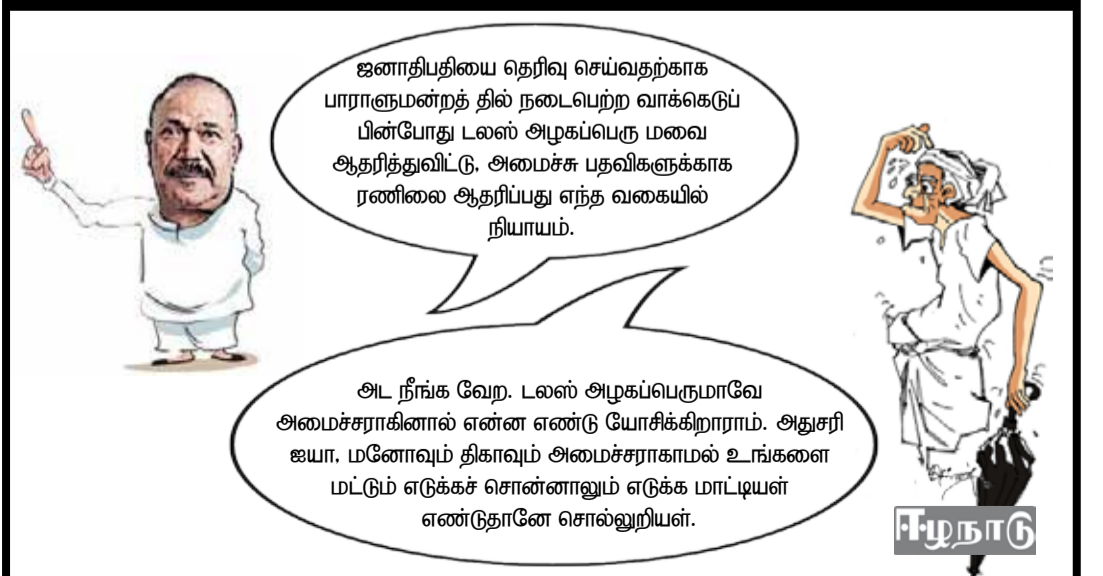 ஜனாதிபதியை தெரிவு செய்வதற்காக
பாராளுமன்றத் தில் நடைபெற்ற வாக்கெடுப்
பின்போது டலஸ் அழகப்பெரு மவை
ஆதரித்துவிட்டு, அமைச்சு பதவிகளுக்காக
ரணிலை ஆதரிப்பது எந்த வகையில்
நியாயம்.
அட நீங்க வேற. டலஸ் அழகப்பெருமாவே
அமைச்சராகினால் என்ன எண்டு யோசிக்கிறாராம். அதுசரி
ஐயா, மனோவும் திகாவும் அமைச்சராகாமல் உங்களை
மட்டும் எடுக்கச் சொன்னாலும் எடுக்க மாட்டியள்
எண்டுதானே சொல்லுறியள்.
ஈழநாடு